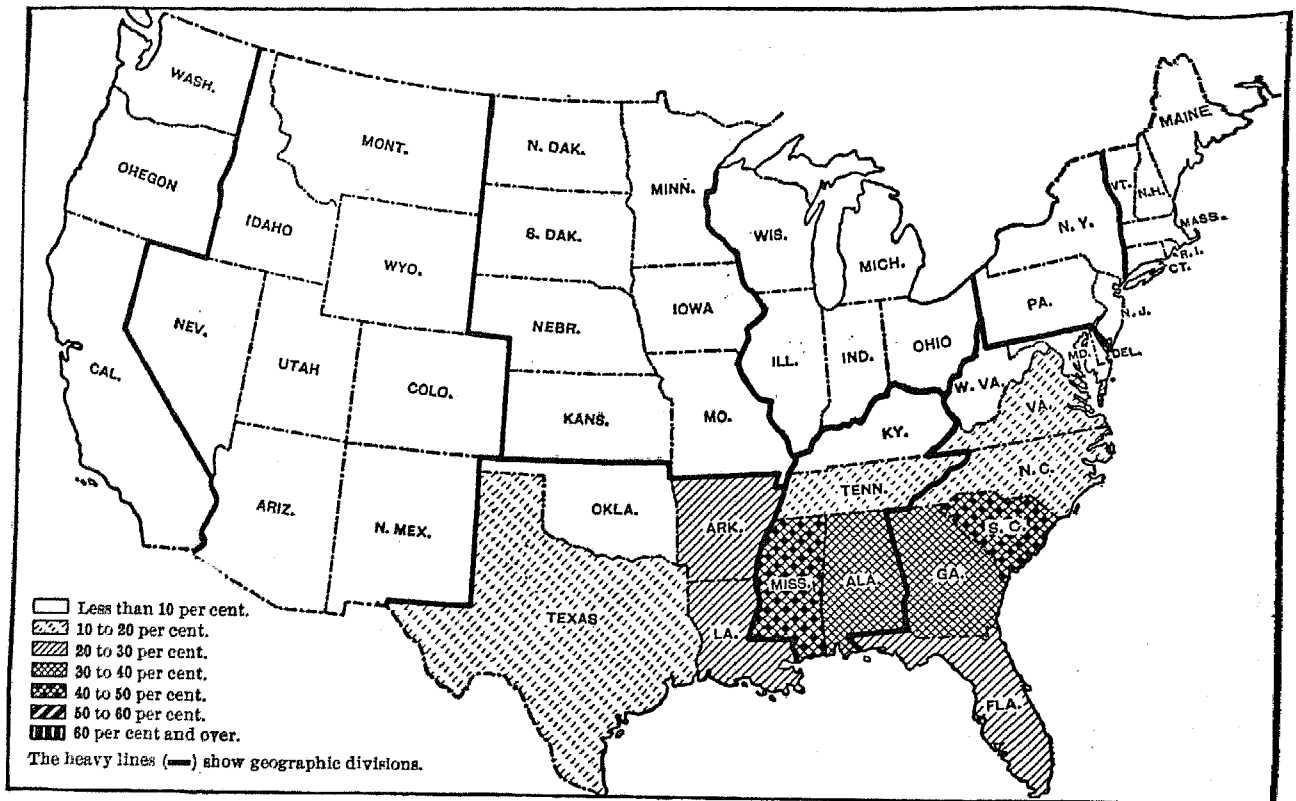 WASH.
OHEGON
CAL.
IDAHO
NEV.
MONT.
WYO.
UTAH
COLO.
ARIZ.
N. MEX.
N. DAK.
S. DAK.
NEBR.
KANS.
OKLA.
TEXAS
MINN.
IOWA
MO.
ARK.
LA.
WIS.
ILL.
MICH.
IND.
OHIO
KY.
TENN.
MISS.
ALA.
GA.
FLA.
S. C.
N. C.
VA.
W. VA.
MD.
DEL.
PA.
N. J.
N. Y.
CT.
R. I.
MASS.
VT.
N.H.
MAINE
Less than 10 per cent.
10 to 20 per cent.
20 to 30 per cent.
30 to 40 per cent.
40 to 50 per cent.
50 to 60 per cent.
60 per cent and over.
The heavy lines (▬) show geographic divisions.